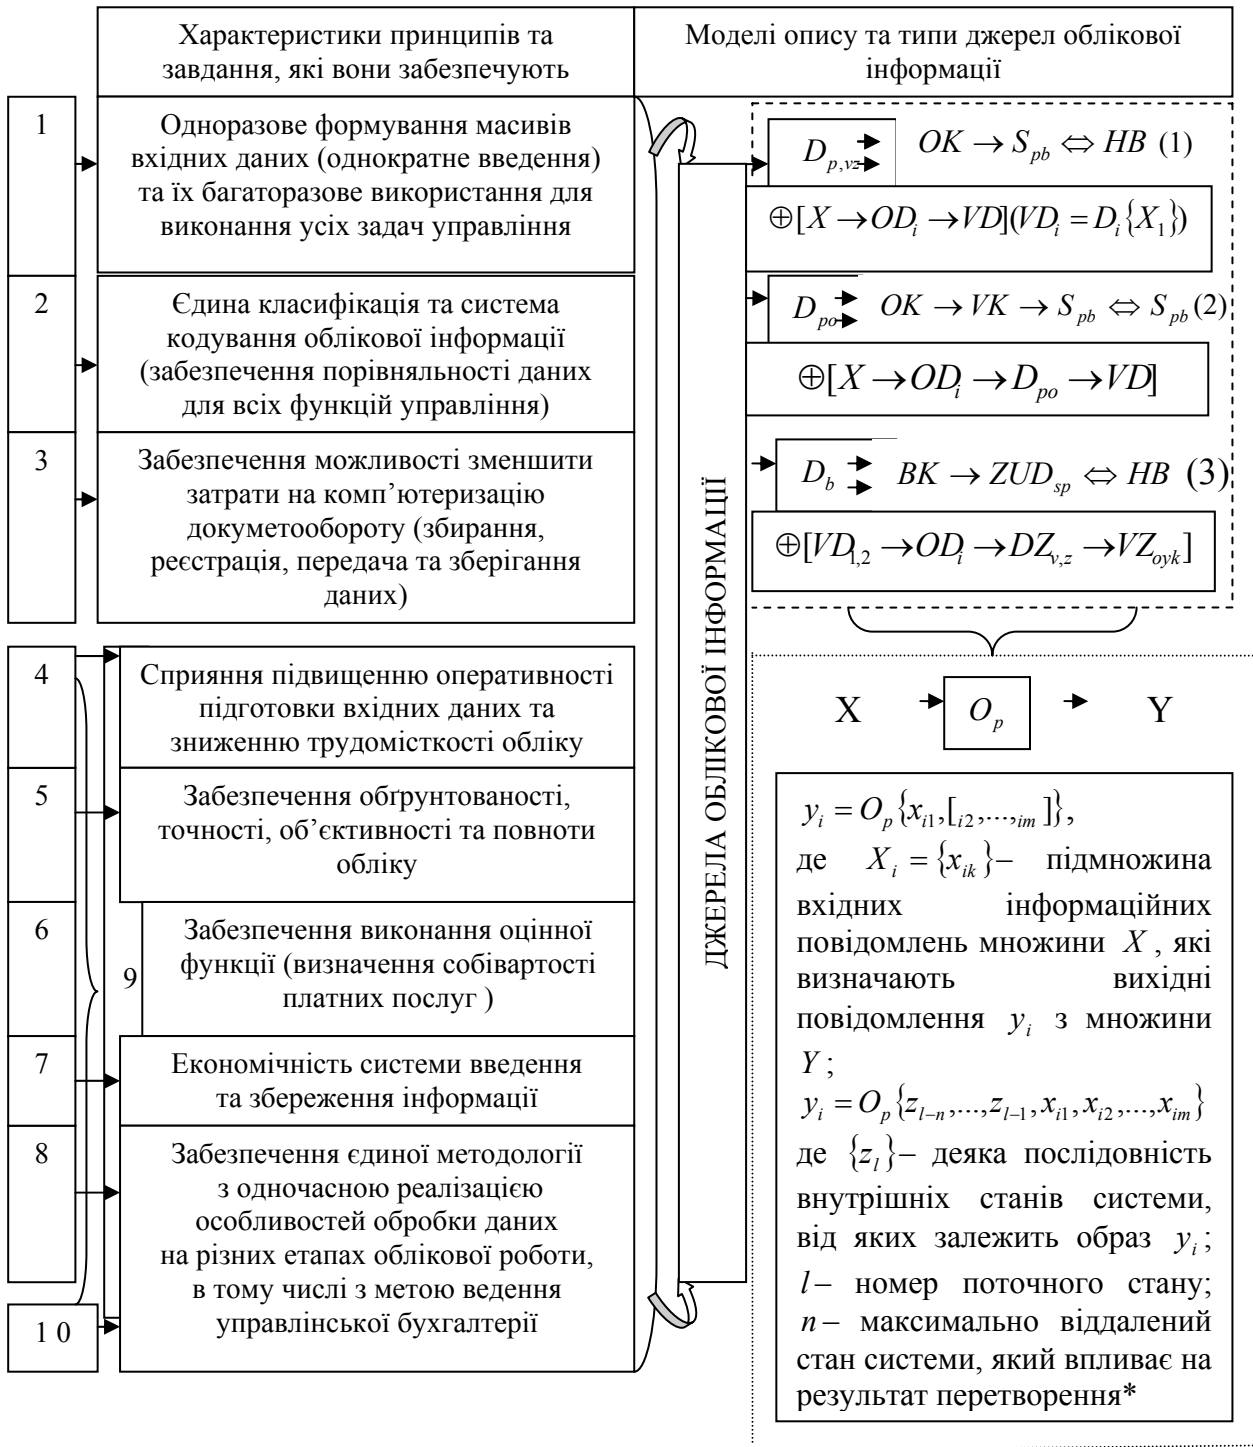 Характеристики принципів та
завдання, які вони забезпечують
Моделі опису та типи джерел облікової
інформації
1
Одноразове формування масивів
вхідних даних (однократне введення)
та їх багаторазове використання для
виконання усіх задач управління
2
Єдина класифікація та система
кодування облікової інформації
(забезпечення порівняльності даних
для всіх функцій управління)
3
Забезпечення можливості зменшити
затрати на комп’ютеризацію
докуметообороту (збирання,
реєстрація, передача та зберігання
даних)
4
Сприяння підвищенню оперативності
підготовки вхідних даних та
зниженню трудомісткості обліку
5
Забезпечення обґрунтованості,
точності, об’єктивності та повноти
обліку
6
9
Забезпечення виконання оцінної
функції (визначення собівартості
платних послуг )
7
Економічність системи введення
та збереження інформації
8
Забезпечення єдиної методології
з одночасною реалізацією
особливостей обробки даних
на різних етапах облікової роботи,
в тому числі з метою ведення
управлінської бухгалтерії
1 0
ДЖЕРЕЛА ОБЛІКОВОЇ ІНФОРМАЦІЇ
D_{p,vz} OK → S_{pb} ⇔ HB (1)
⊕[X → OD_i → VD](VD_i = D_i{X_1})
D_{po} OK → VK → S_{pb} ⇔ S_{pb} (2)
⊕[X → OD_i → D_{po} → VD]
D_b BK → ZUD_{sp} ⇔ HB (3)
⊕[VD_{1,2} → OD_i → DZ_{v,z} → VZ_{oyk}]
X O_p Y
y_i = O_p{x_{i1},[_{i2},...,_{im}]},
де X_i = {x_{ik}}– підмножина
вхідних інформаційних
повідомлень множини X , які
визначають вихідні
повідомлення y_i з множини
Y ;
y_i = O_p{z_{l−n},...,z_{l−1},x_{i1},x_{i2},...,x_{im}}
де {z_l}– деяка послідовність
внутрішніх станів системи,
від яких залежить образ y_i ;
l – номер поточного стану;
n – максимально віддалений
стан системи, який впливає на
результат перетворення*